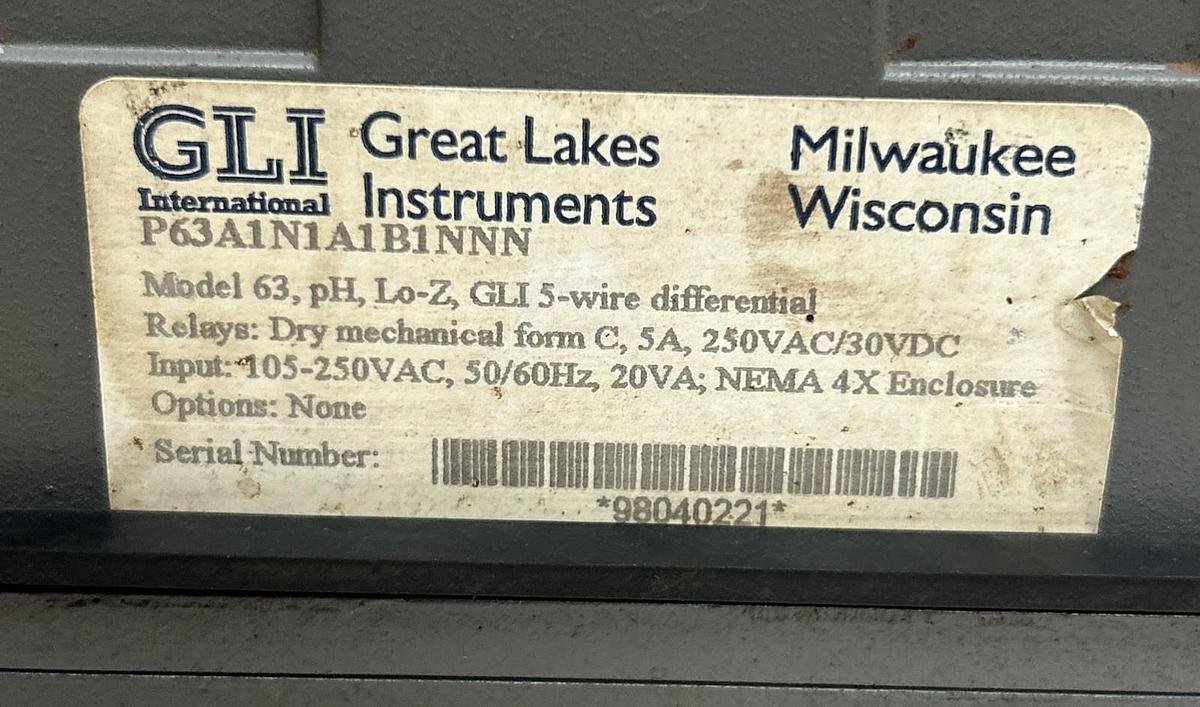 GLI
International
Great Lakes
Instruments
Milwaukee
Wisconsin
P63A1N1A1B1NNN
Model 63, pH, Lo-Z, GLI 5-wire differential
Relays: Dry mechanical form C, 5A, 250VAC/30VDC
Input: 105-250VAC, 50/60Hz, 20VA; NEMA 4X Enclosure
Options: None
Serial Number:
*98040221*